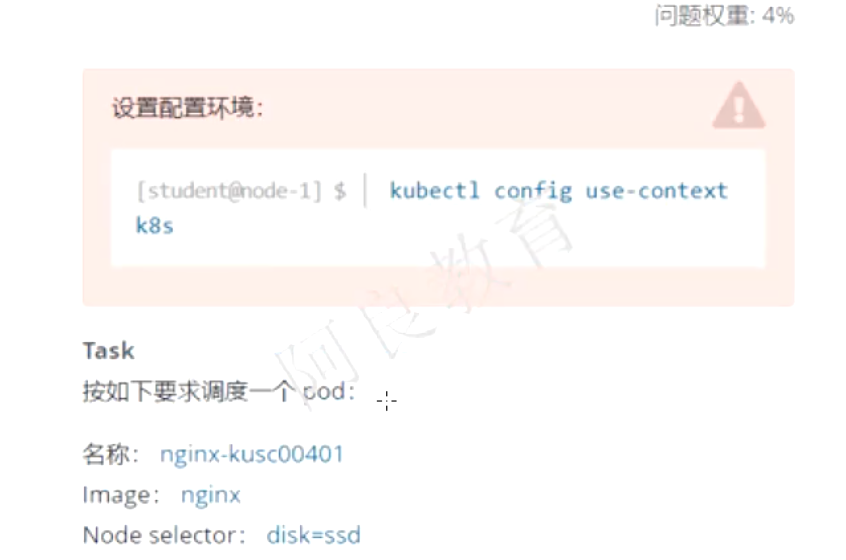 问题权重: 4%
设置配置环境:
[student@node-1] $ | kubectl config use-context
k8s
阿良教育
Task
按如下要求调度一个 pod:
名称: nginx-kusc00401
Image: nginx
Node selector: disk=ssd